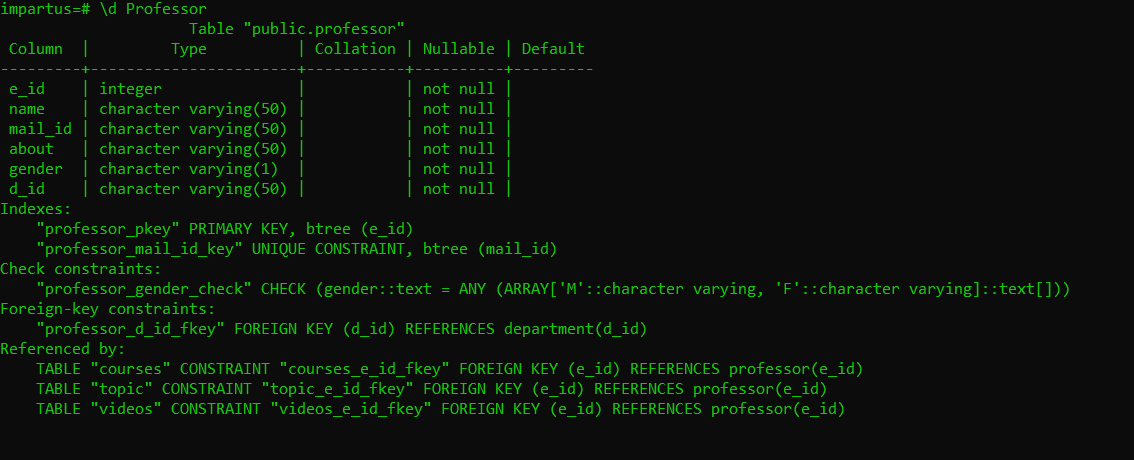 impartus=# \d Professor
                     Table "public.professor"
 Column  |         Type          | Collation | Nullable | Default
---------+-----------------------+-----------+----------+---------
 e_id    | integer               |           | not null |
 name    | character varying(50) |           | not null |
 mail_id | character varying(50) |           | not null |
 about   | character varying(50) |           | not null |
 gender  | character varying(1)  |           | not null |
 d_id    | character varying(50) |           | not null |
Indexes:
    "professor_pkey" PRIMARY KEY, btree (e_id)
    "professor_mail_id_key" UNIQUE CONSTRAINT, btree (mail_id)
Check constraints:
    "professor_gender_check" CHECK (gender::text = ANY (ARRAY['M'::character varying, 'F'::character varying]::text[]))
Foreign-key constraints:
    "professor_d_id_fkey" FOREIGN KEY (d_id) REFERENCES department(d_id)
Referenced by:
    TABLE "courses" CONSTRAINT "courses_e_id_fkey" FOREIGN KEY (e_id) REFERENCES professor(e_id)
    TABLE "topic" CONSTRAINT "topic_e_id_fkey" FOREIGN KEY (e_id) REFERENCES professor(e_id)
    TABLE "videos" CONSTRAINT "videos_e_id_fkey" FOREIGN KEY (e_id) REFERENCES professor(e_id)